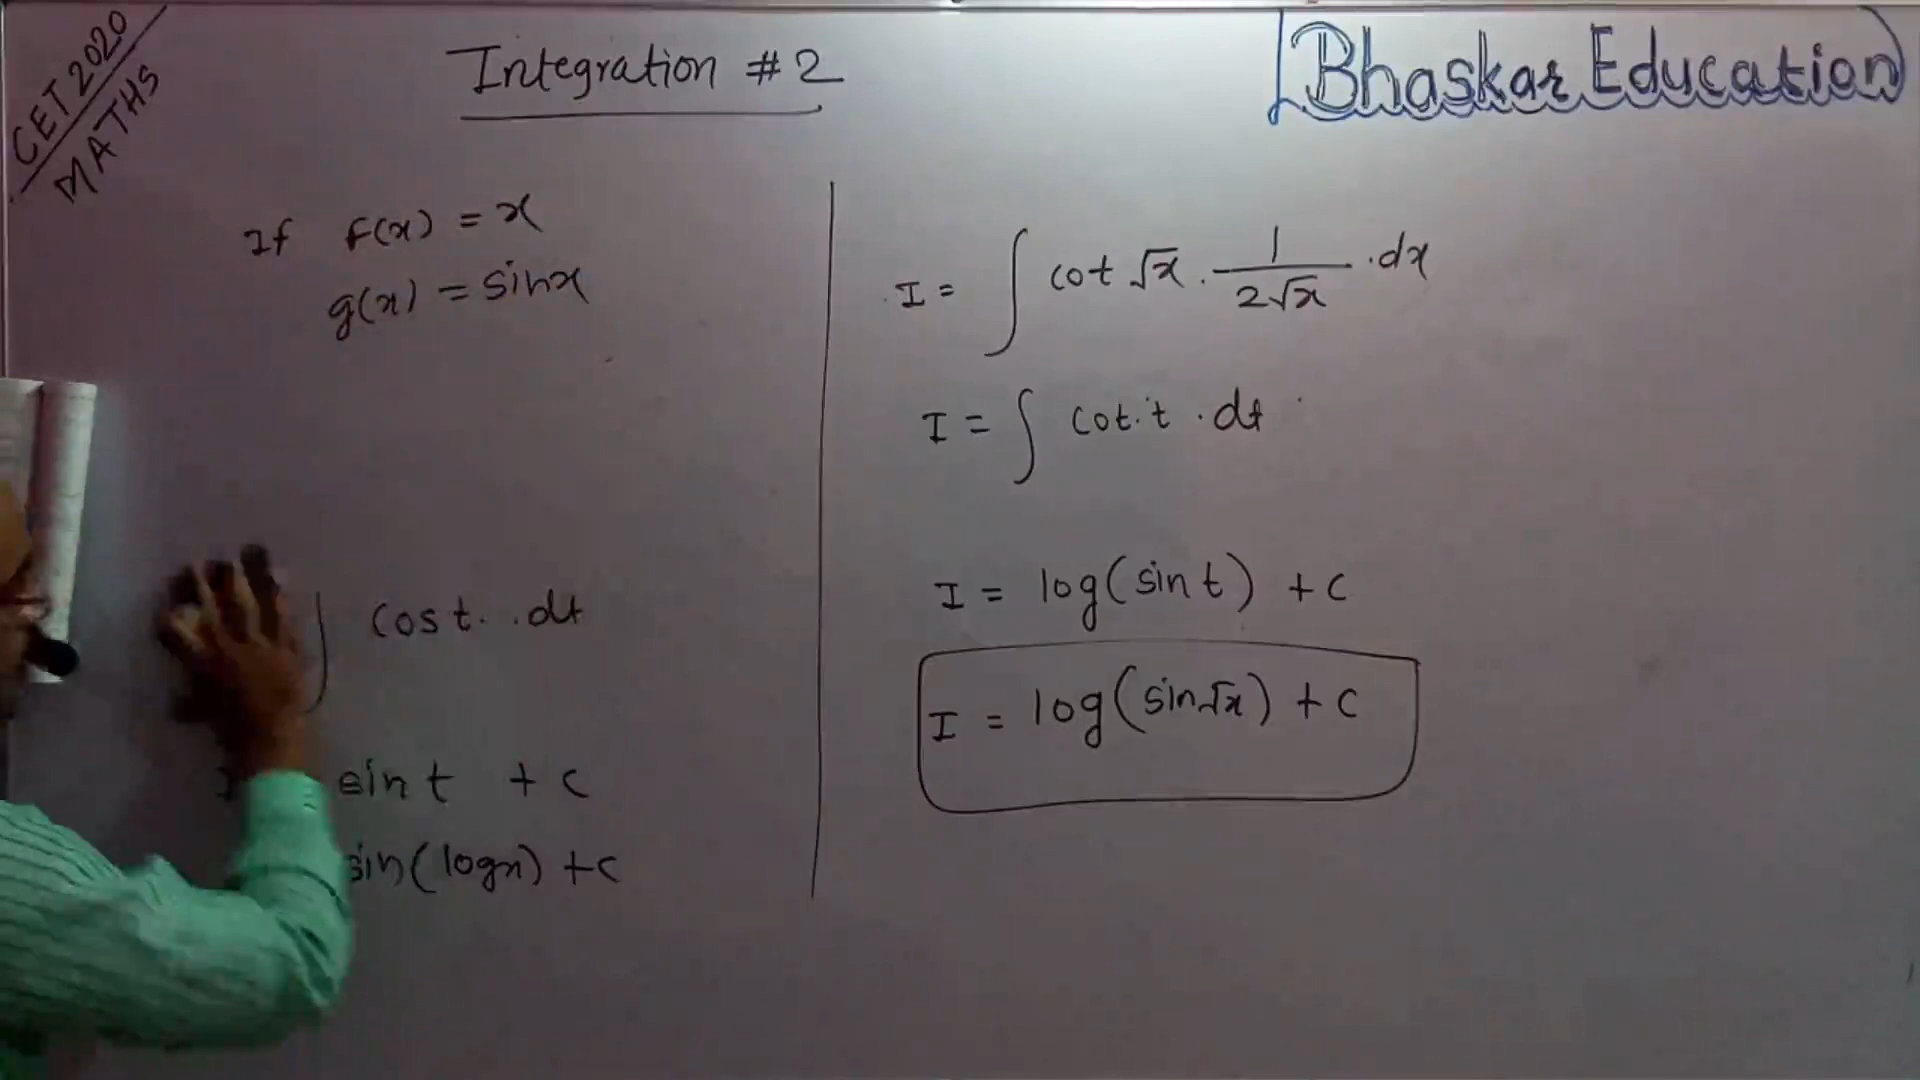 CET 2020
MATHS
Integration #2
Bhaskar Education
If f(x) = x
g(x) = sinx
∫ cos t. .dt
sin t + c
sin(logx) + c
I = ∫ cot √x . 1/2√x .dx
I = ∫ cot.t .dt
I = log(sin t) + c
I = log(sin√x) + c